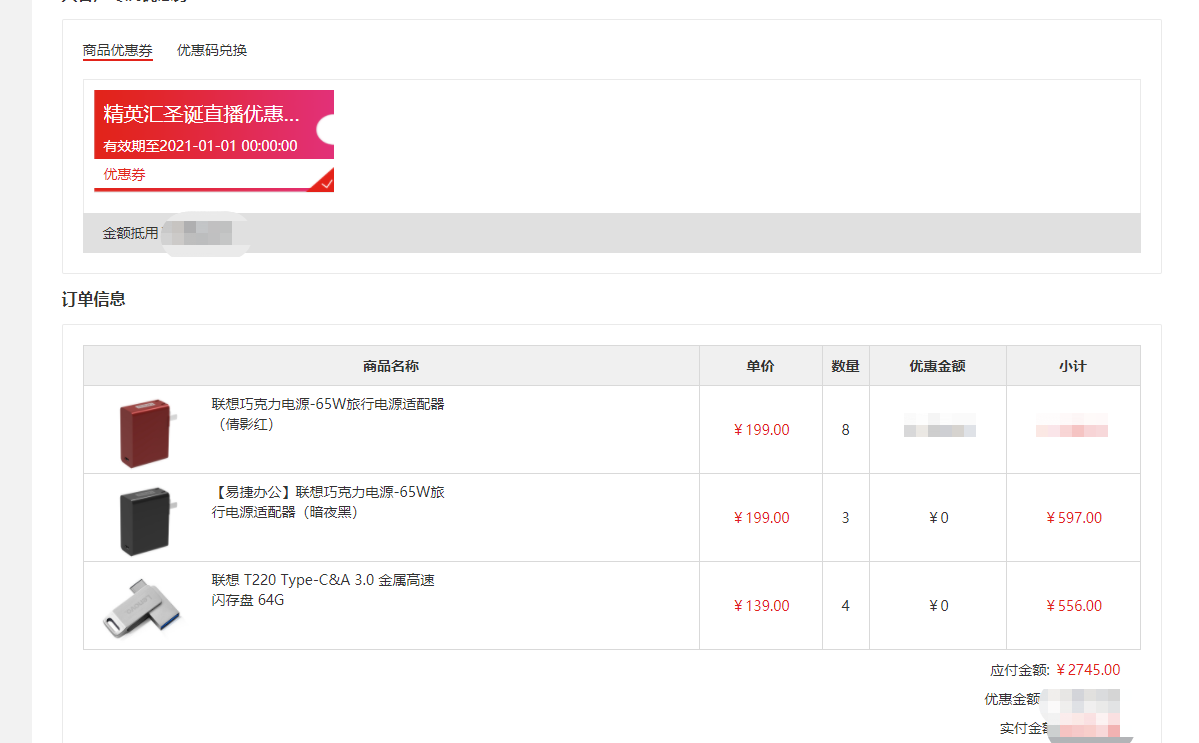 商品优惠券 优惠码兑换
精英汇圣诞直播优惠...
有效期至2021-01-01 00:00:00
优惠券
金额抵用
订单信息
商品名称 单价 数量 优惠金额 小计
联想巧克力电源-65W旅行电源适配器
（倩影红）
￥199.00 8
【易捷办公】联想巧克力电源-65W旅
行电源适配器（暗夜黑）
￥199.00 3 ￥0 ￥597.00
联想 T220 Type-C&A 3.0 金属高速
闪存盘 64G
￥139.00 4 ￥0 ￥556.00
应付金额: ￥2745.00
优惠金额
实付金额